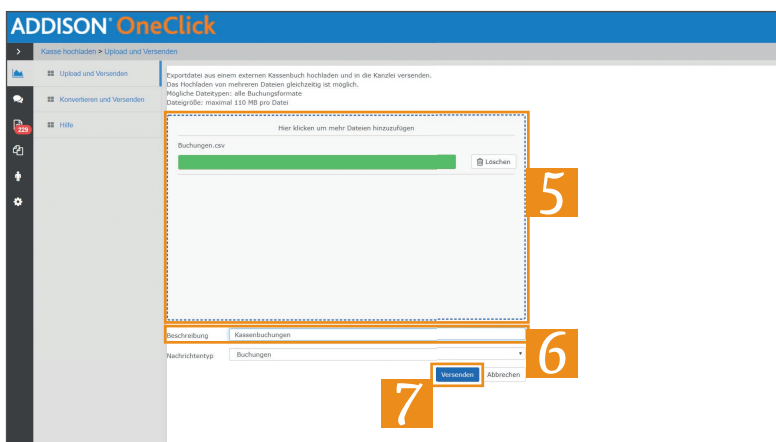 ADDISON® OneClick
Kasse hochladen > Upload und Versenden
Upload und Versenden
Konvertieren und Versenden
Hilfe
229
Exportdatei aus einem externen Kassenbuch hochladen und in die Kanzlei versenden.
Das Hochladen von mehreren Dateien gleichzeitig ist möglich.
Mögliche Dateitypen: alle Buchungsformate
Dateigröße: maximal 110 MB pro Datei
Hier klicken um mehr Dateien hinzuzufügen
Buchungen.csv
Löschen
5
Beschreibung Kassenbuchungen
6
Nachrichtentyp Buchungen
Versenden Abbrechen
7